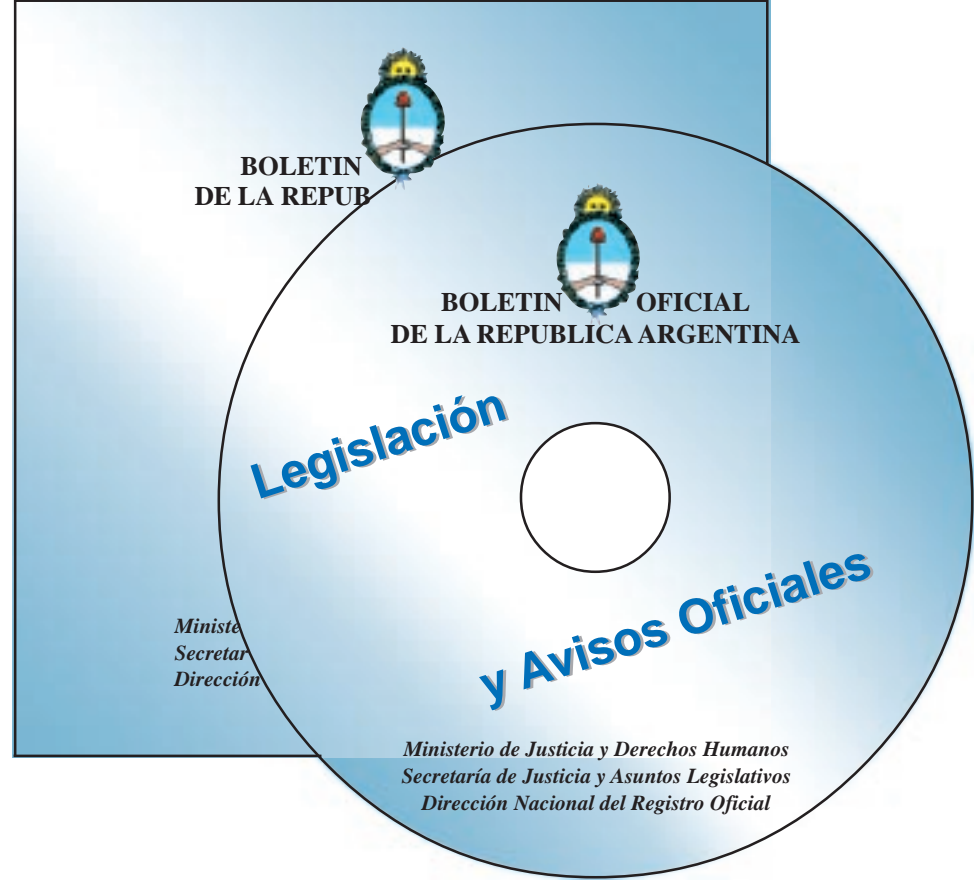 BOLETIN
DE LA REPUB
BOLETIN OFICIAL
DE LA REPUBLICA ARGENTINA
Legislación
y Avisos Oficiales
Ministe
Secretar
Dirección
Ministerio de Justicia y Derechos Humanos
Secretaría de Justicia y Asuntos Legislativos
Dirección Nacional del Registro Oficial